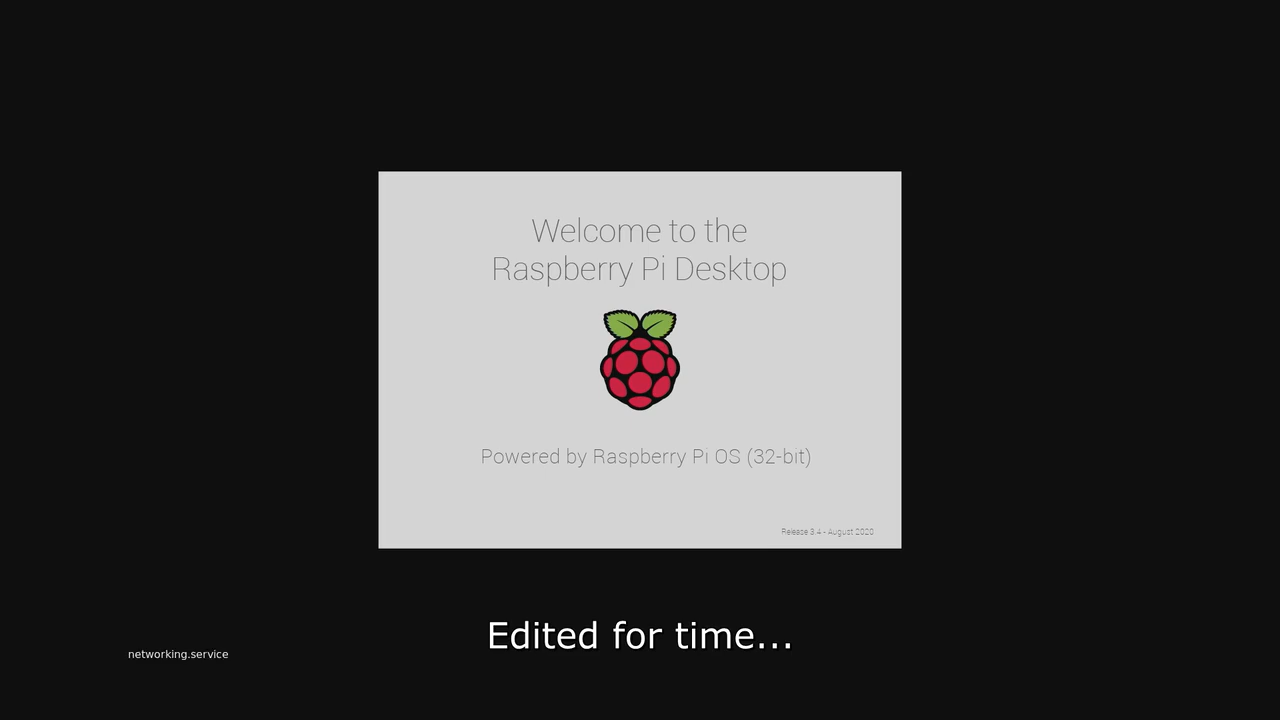 Welcome to the
Raspberry Pi Desktop
Powered by Raspberry Pi OS (32-bit)
Release 3.4 - August 2020
Edited for time...
networking.service